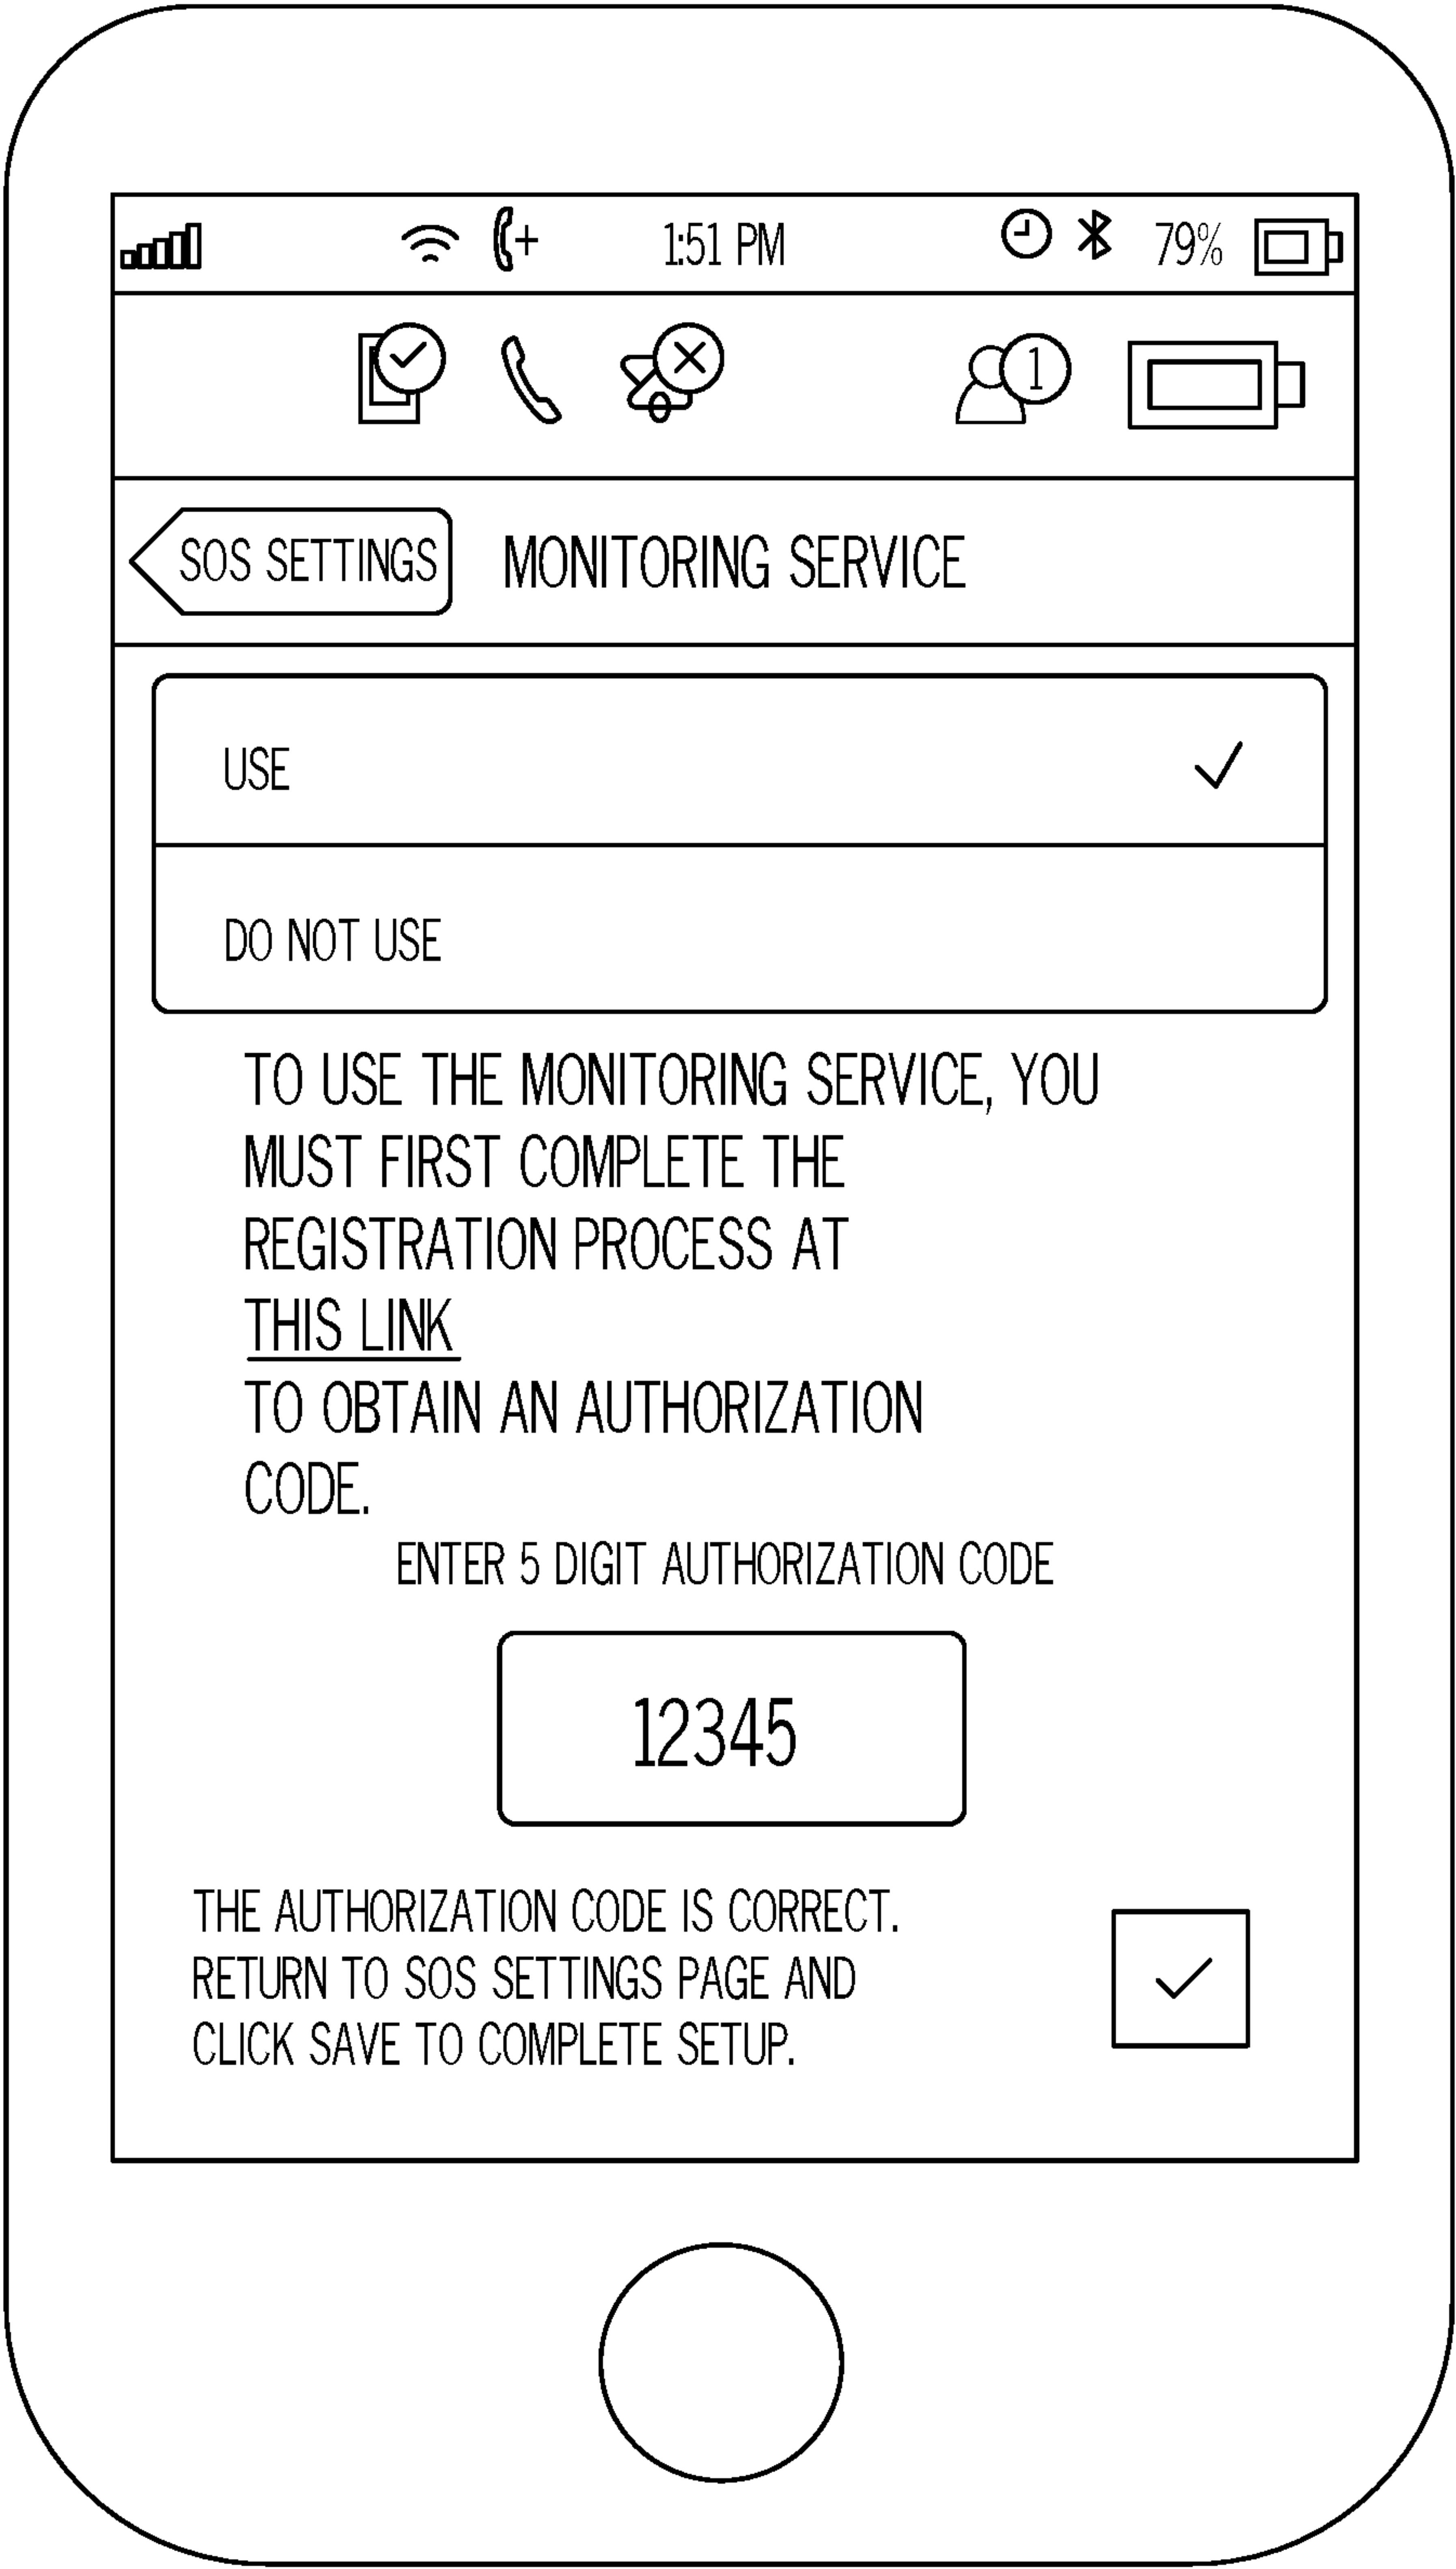 1:51 PM 79%
1
SOS SETTINGS MONITORING SERVICE
USE
DO NOT USE
TO USE THE MONITORING SERVICE, YOU
MUST FIRST COMPLETE THE
REGISTRATION PROCESS AT
THIS LINK
TO OBTAIN AN AUTHORIZATION
CODE.
ENTER 5 DIGIT AUTHORIZATION CODE
12345
THE AUTHORIZATION CODE IS CORRECT.
RETURN TO SOS SETTINGS PAGE AND
CLICK SAVE TO COMPLETE SETUP.